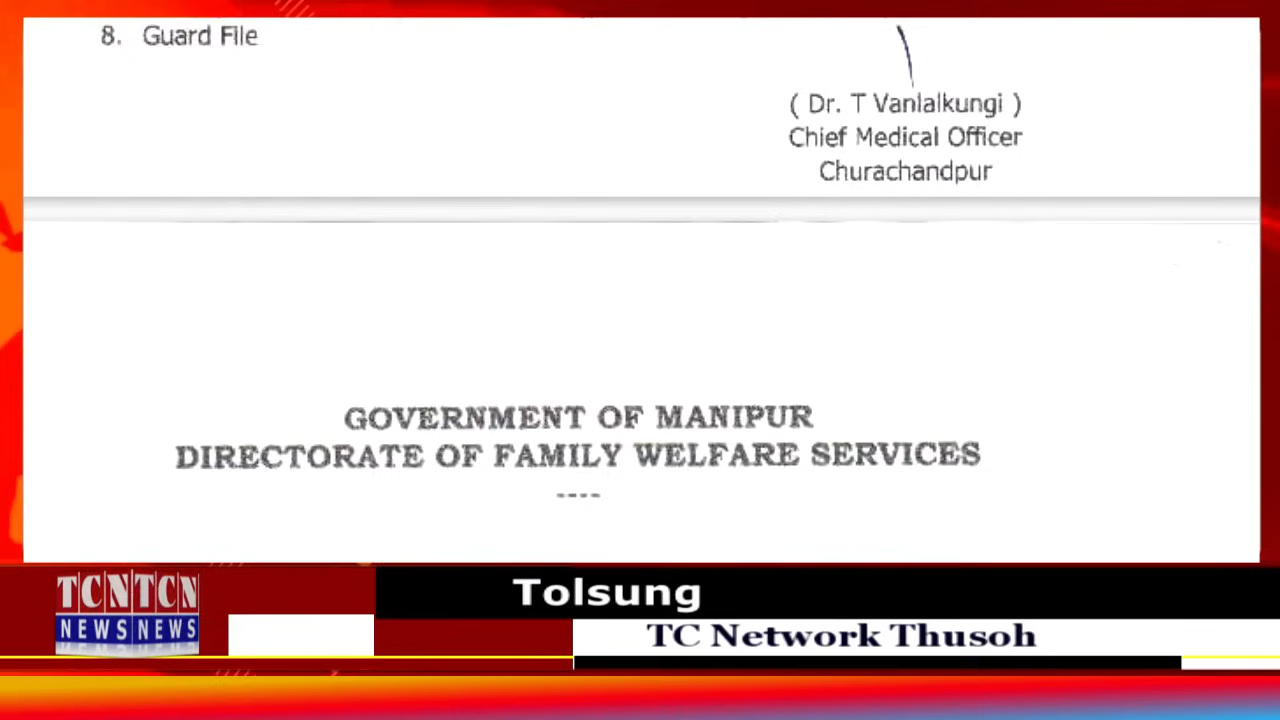 8. Guard File
( Dr. T Vanlalkungi )
Chief Medical Officer
Churachandpur
GOVERNMENT OF MANIPUR
DIRECTORATE OF FAMILY WELFARE SERVICES
----
TCNTCN
NEWSNEWS
Tolsung
TC Network Thusoh